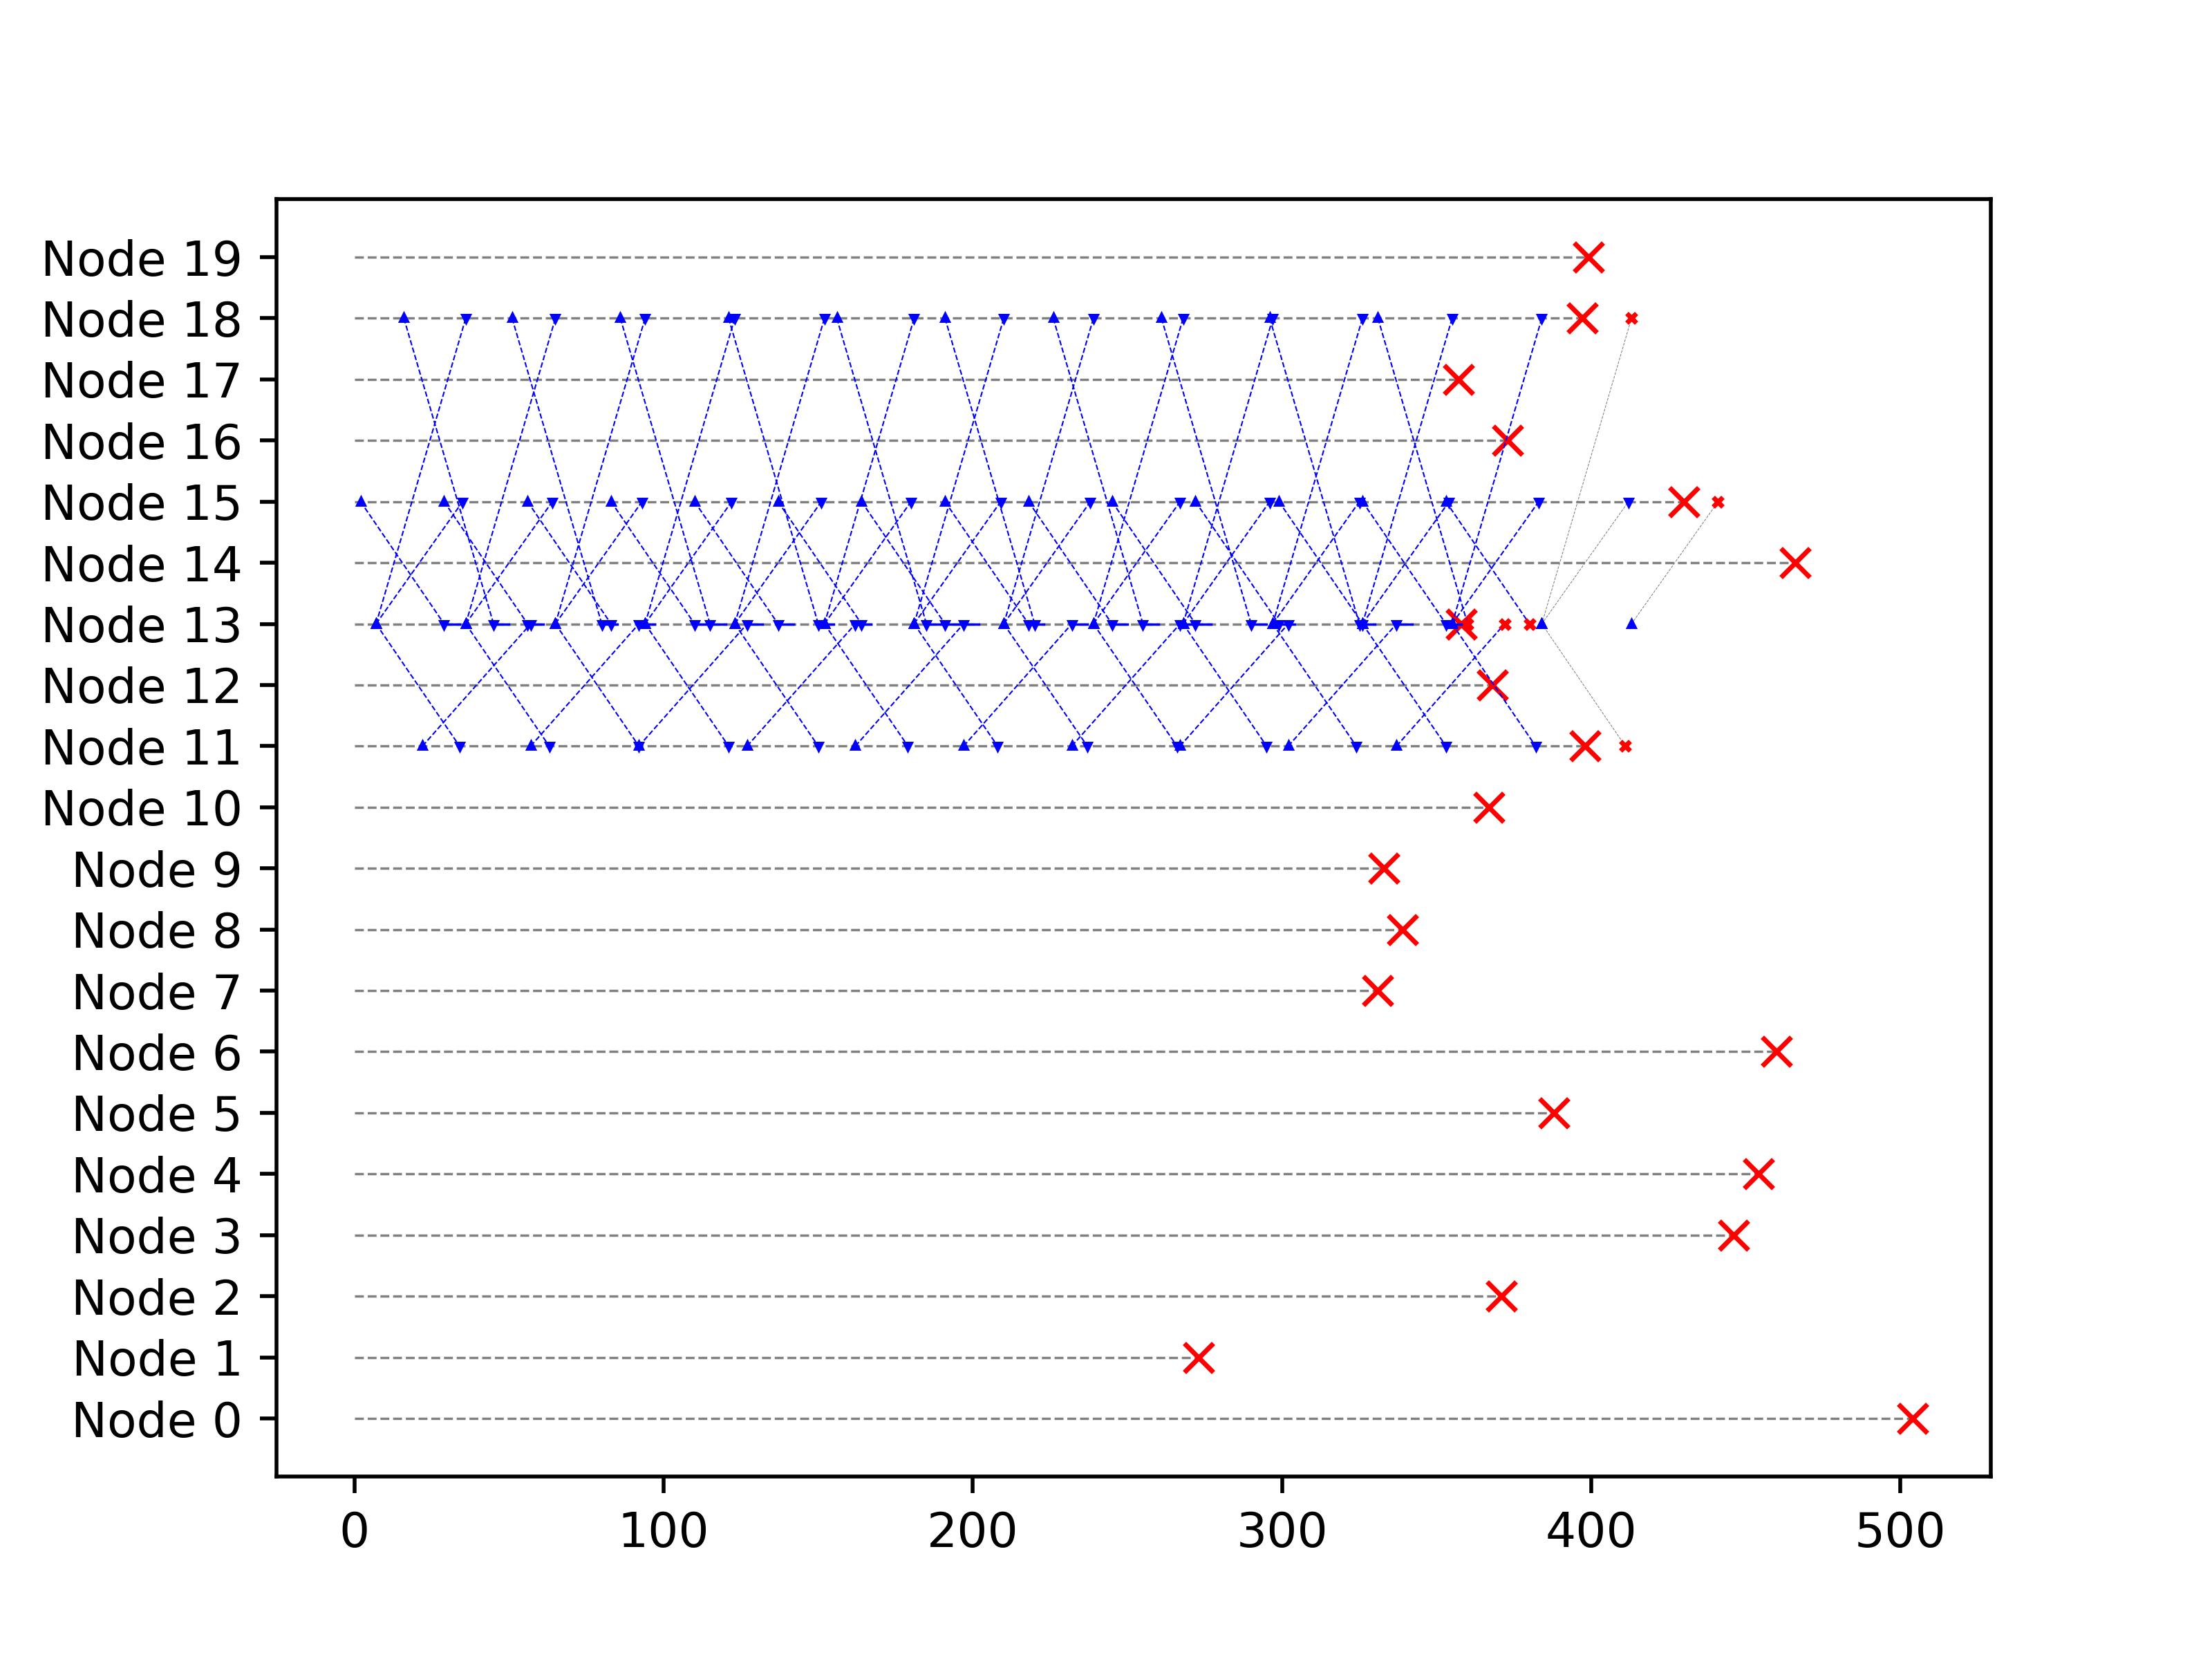 Node 19
Node 18
Node 17
Node 16
Node 15
Node 14
Node 13
Node 12
Node 11
Node 10
Node 9
Node 8
Node 7
Node 6
Node 5
Node 4
Node 3
Node 2
Node 1
Node 0
0 100 200 300 400 500